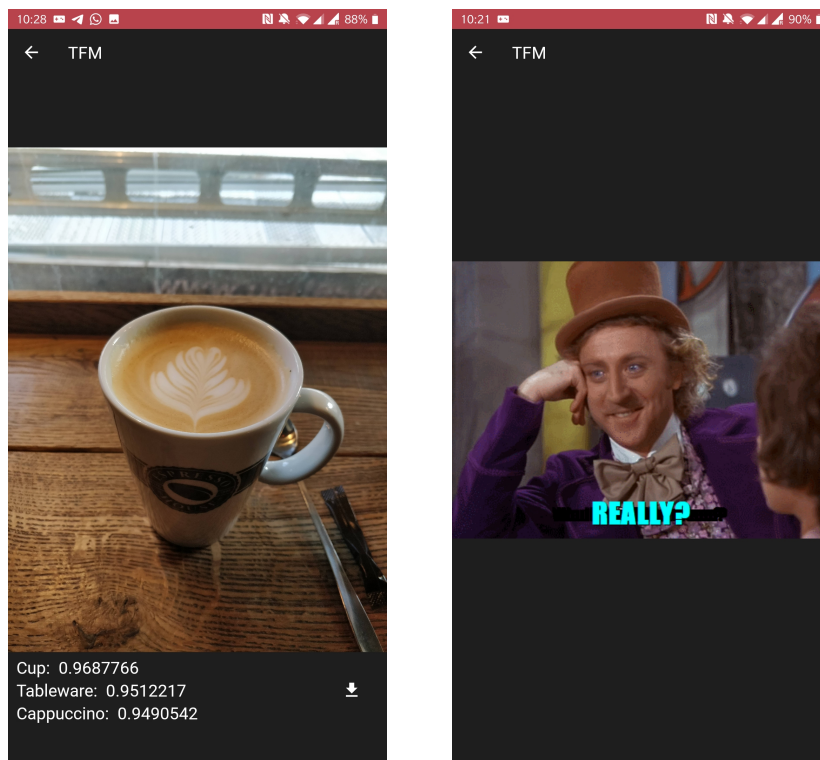 10:28 88%
TFM
Cup: 0.9687766
Tableware: 0.9512217
Cappuccino: 0.9490542
10:21 90%
TFM
REALLY?